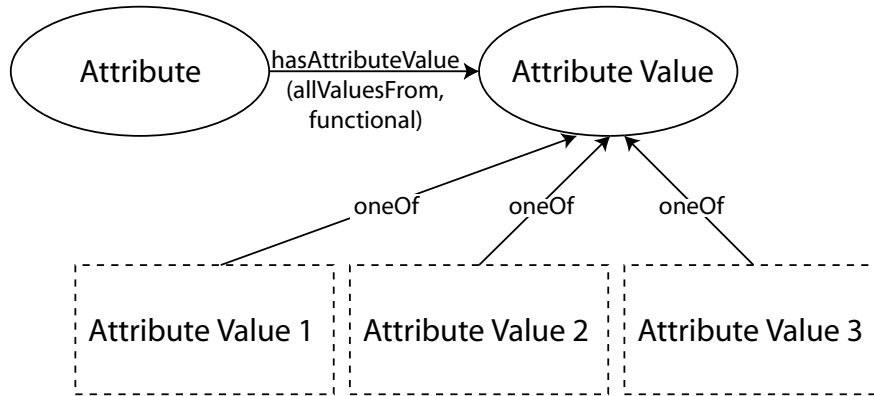 Attribute
hasAttributeValue
(allValuesFrom,
functional)
Attribute Value
oneOf
oneOf
oneOf
Attribute Value 1
Attribute Value 2
Attribute Value 3